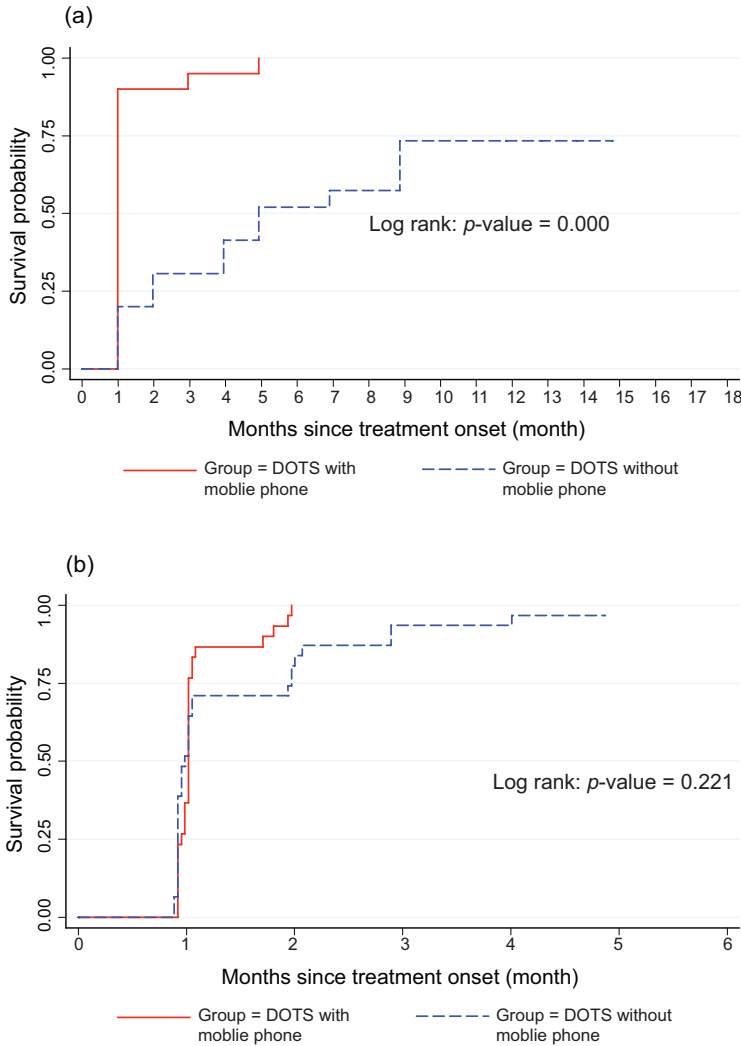 (a)
1.00
0.75
0.50
0.25
0.00
Survival probability
Log rank: p-value = 0.000
0 1 2 3 4 5 6 7 8 9 10 11 12 13 14 15 16 17 18
Months since treatment onset (month)
Group = DOTS with
moblie phone
Group = DOTS without
moblie phone
(b)
1.00
0.75
0.50
0.25
0.00
Survival probability
Log rank: p-value = 0.221
0 1 2 3 4 5 6
Months since treatment onset (month)
Group = DOTS with
moblie phone
Group = DOTS without
moblie phone